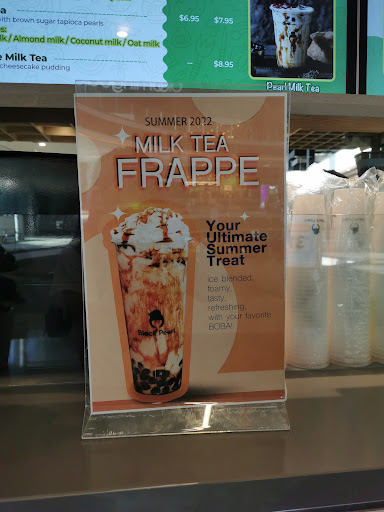 with brown sugar tapioca pearls
$6.95 $7.95
/ Almond milk / Coconut milk / Oat milk
Milk Tea
cheesecake pudding
– $8.95
Pearl Milk Tea
SUMMER 2022
MILK TEA
FRAPPE
Your
Ultimate
Summer
Treat
ice blended,
foamy,
tasty
refreshing,
with your favorite
BOBA!
Black Pearl